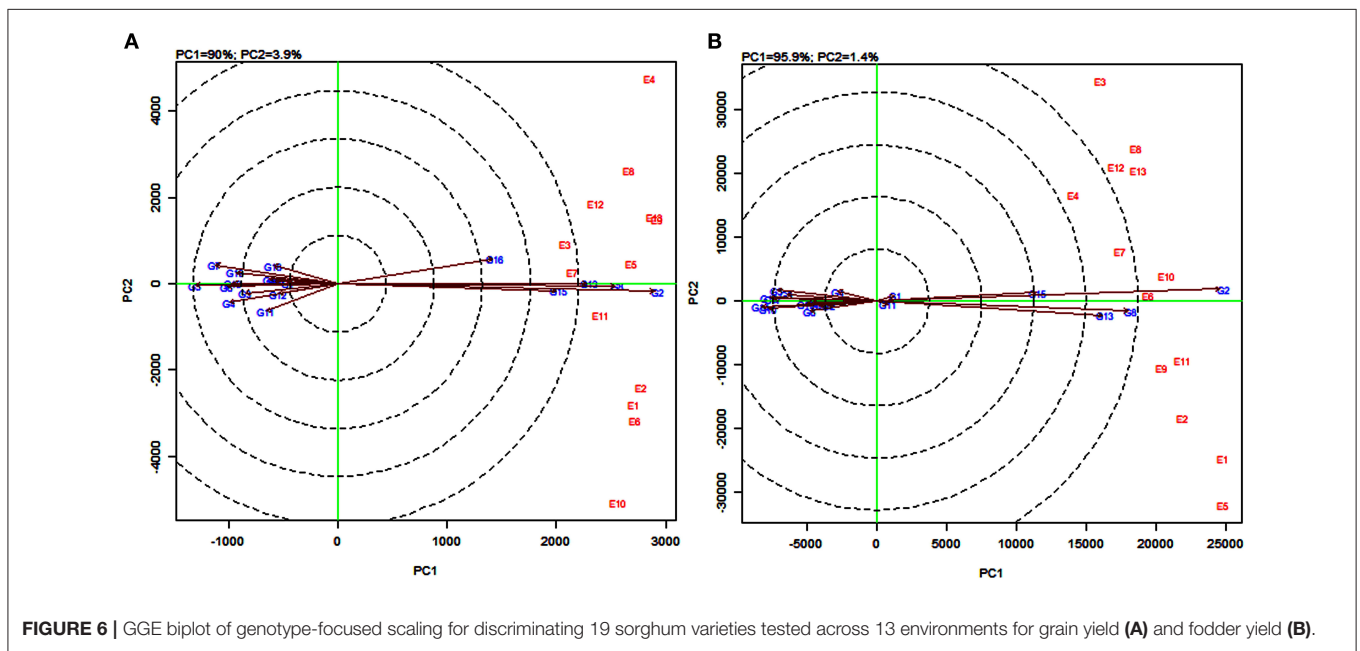 A
PC1=90%; PC2=3.9%
E4
E8
E12
E3
E5
E7
G16
G7
G15
G2
E11
G4
G12
G11
E2
E1
E6
E10
4000
2000
0
-2000
-4000
PC2
-1000
0
1000
2000
3000
PC1
B
PC1=95.9%; PC2=1.4%
E3
E8
E12
E13
E4
E7
E10
G2
E6
G1
G15
G11
G13
G8
E11
E9
E2
E1
E5
30000
20000
10000
0
-10000
-20000
-30000
PC2
-5000
0
5000
10000
15000
20000
25000
PC1
FIGURE 6 | GGE biplot of genotype-focused scaling for discriminating 19 sorghum varieties tested across 13 environments for grain yield (A) and fodder yield (B).